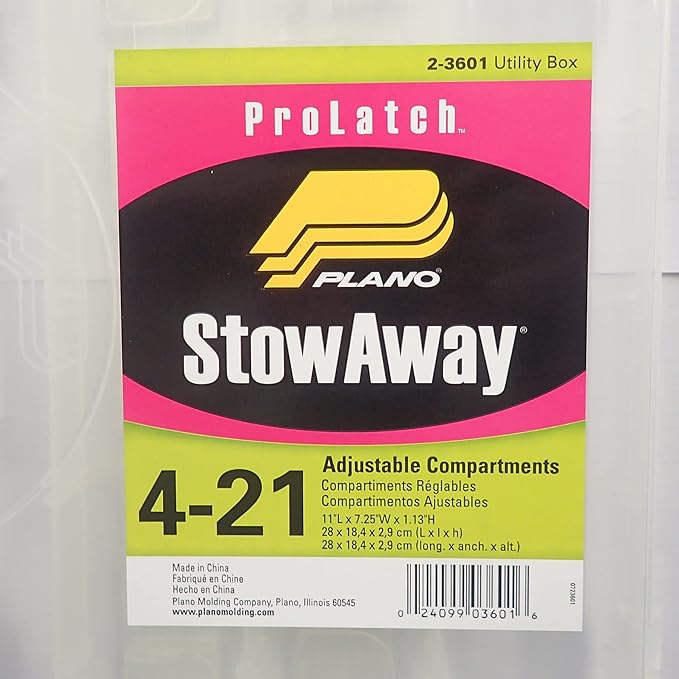 2-3601 Utility Box
ProLatch™
PLANO®
StowAway®
4-21
Adjustable Compartments
Compartiments Réglables
Compartimentos Ajustables
11"L x 7.25"W x 1.13"H
28 x 18,4 x 2,9 cm (L x l x h)
28 x 18,4 x 2,9 cm (long. x anch. x alt.)
Made in China
Fabriqué en Chine
Hecho en China
Plano Molding Company, Plano, Illinois 60545
www.planomolding.com
0 24099 03601 6
0723601